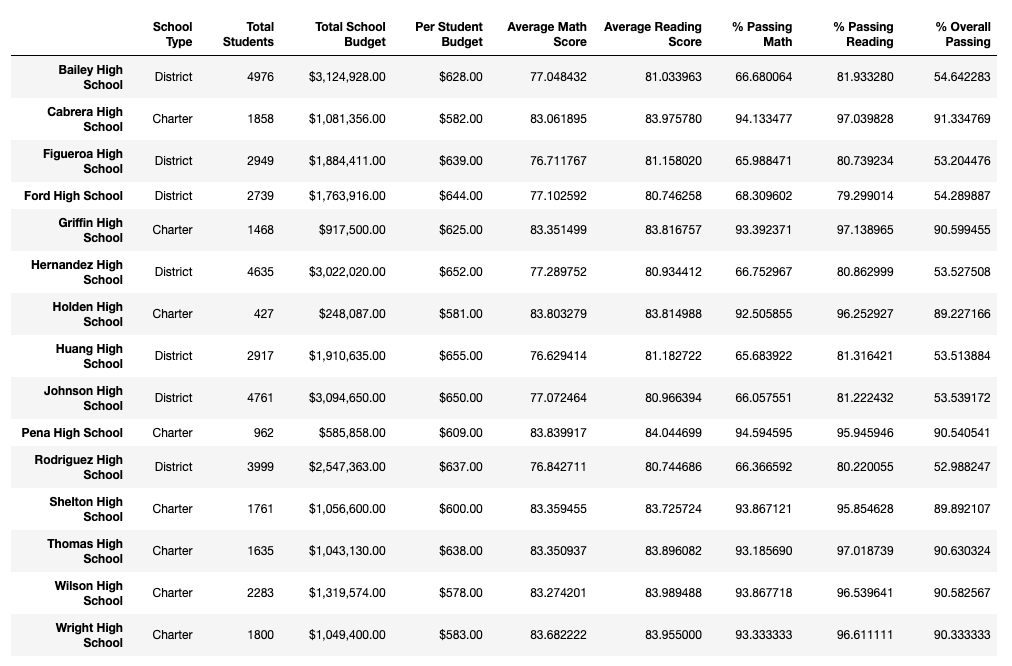 School Type Total Students Total School Budget Per Student Budget Average Math Score Average Reading Score % Passing Math % Passing Reading % Overall Passing
Bailey High School District 4976 $3,124,928.00 $628.00 77.048432 81.033963 66.680064 81.933280 54.642283
Cabrera High School Charter 1858 $1,081,356.00 $582.00 83.061895 83.975780 94.133477 97.039828 91.334769
Figueroa High School District 2949 $1,884,411.00 $639.00 76.711767 81.158020 65.988471 80.739234 53.204476
Ford High School District 2739 $1,763,916.00 $644.00 77.102592 80.746258 68.309602 79.299014 54.289887
Griffin High School Charter 1468 $917,500.00 $625.00 83.351499 83.816757 93.392371 97.138965 90.599455
Hernandez High School District 4635 $3,022,020.00 $652.00 77.289752 80.934412 66.752967 80.862999 53.527508
Holden High School Charter 427 $248,087.00 $581.00 83.803279 83.814988 92.505855 96.252927 89.227166
Huang High School District 2917 $1,910,635.00 $655.00 76.629414 81.182722 65.683922 81.316421 53.513884
Johnson High School District 4761 $3,094,650.00 $650.00 77.072464 80.966394 66.057551 81.222432 53.539172
Pena High School Charter 962 $585,858.00 $609.00 83.839917 84.044699 94.594595 95.945946 90.540541
Rodriguez High School District 3999 $2,547,363.00 $637.00 76.842711 80.744686 66.366592 80.220055 52.988247
Shelton High School Charter 1761 $1,056,600.00 $600.00 83.359455 83.725724 93.867121 95.854628 89.892107
Thomas High School Charter 1635 $1,043,130.00 $638.00 83.350937 83.896082 93.185690 97.018739 90.630324
Wilson High School Charter 2283 $1,319,574.00 $578.00 83.274201 83.989488 93.867718 96.539641 90.582567
Wright High School Charter 1800 $1,049,400.00 $583.00 83.682222 83.955000 93.333333 96.611111 90.333333